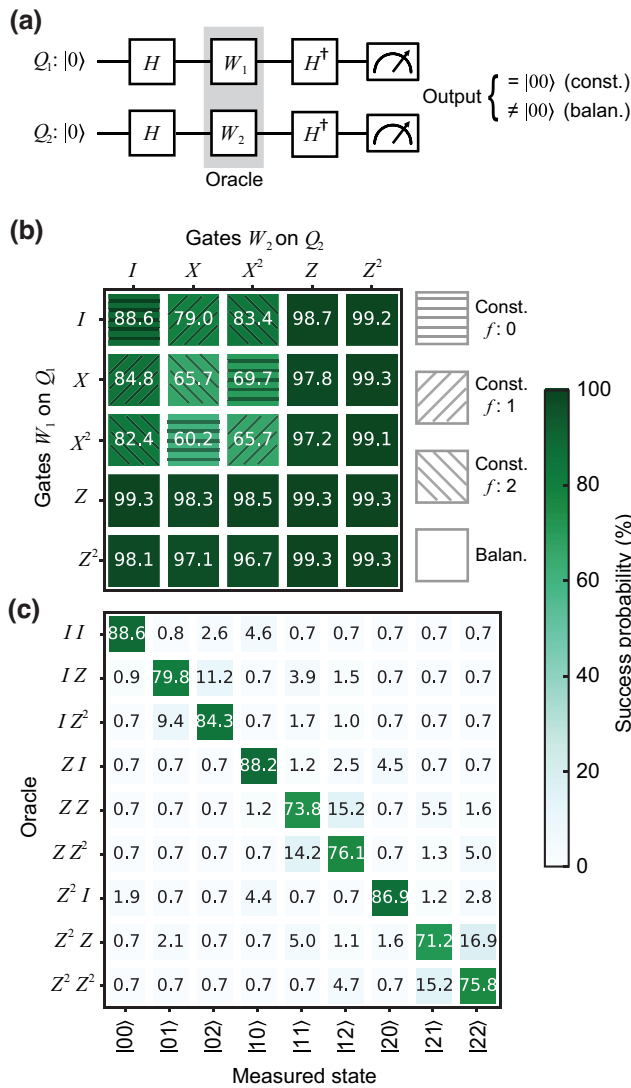 (a)
Q₁: |0⟩ H W₁ H†
Q₂: |0⟩ H W₂ H†
Oracle
Output { = |00⟩ (const.)
≠ |00⟩ (balan.)
(b)
Gates W₂ on Q₂
I X X² Z Z²
Gates W₁ on Q₁
I 88.6 79.0 83.4 98.7 99.2
X 84.8 65.7 69.7 97.8 99.3
X² 82.4 60.2 65.7 97.2 99.1
Z 99.3 98.3 98.5 99.3 99.3
Z² 98.1 97.1 96.7 99.3 99.3
Const.
f: 0
Const.
f: 1
Const.
f: 2
Balan.
100
80
60
40
20
0
Success probability (%)
(c)
Oracle
I I 88.6 0.8 2.6 4.6 0.7 0.7 0.7 0.7 0.7
I Z 0.9 79.8 11.2 0.7 3.9 1.5 0.7 0.7 0.7
I Z² 0.7 9.4 84.3 0.7 1.7 1.0 0.7 0.7 0.7
Z I 0.7 0.7 0.7 88.2 1.2 2.5 4.5 0.7 0.7
Z Z 0.7 0.7 0.7 1.2 73.8 15.2 0.7 5.5 1.6
Z Z² 0.7 0.7 0.7 0.7 14.2 76.1 0.7 1.3 5.0
Z² I 1.9 0.7 0.7 4.4 0.7 0.7 86.9 1.2 2.8
Z² Z 0.7 2.1 0.7 0.7 5.0 1.1 1.6 71.2 16.9
Z² Z² 0.7 0.7 0.7 0.7 0.7 4.7 0.7 15.2 75.8
|00⟩ |01⟩ |02⟩ |10⟩ |11⟩ |12⟩ |20⟩ |21⟩ |22⟩
Measured state